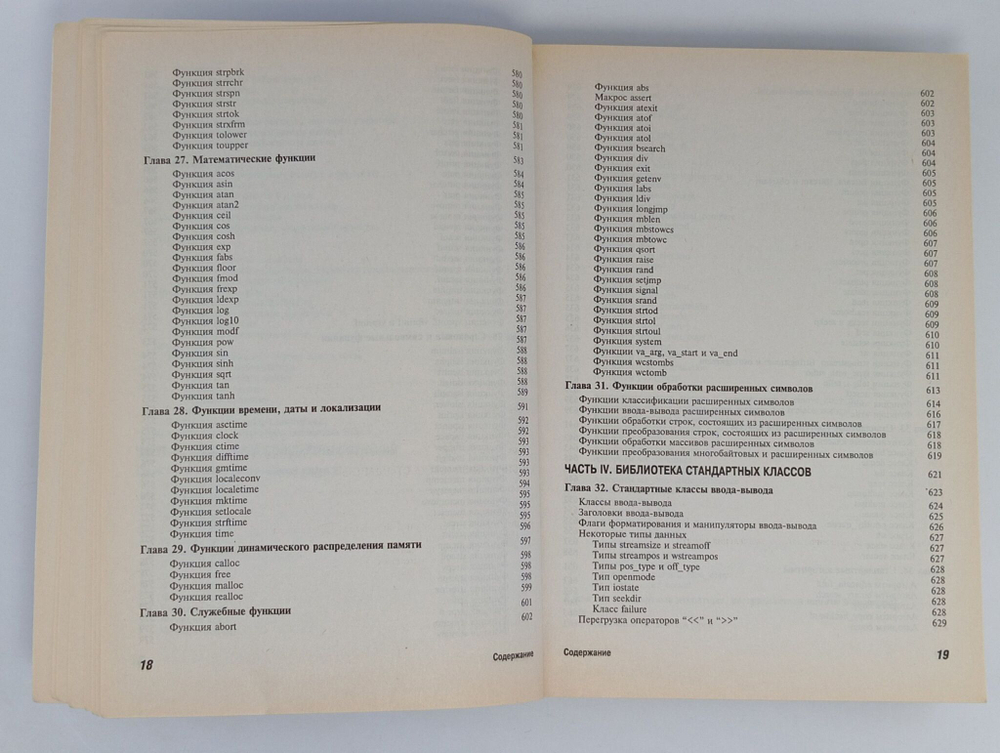 Функция strpbrk 580
Функция strrchr 580
Функция strspn 580
Функция strstr 580
Функция strtok 580
Функция strxfrm 581
Функция tolower 581
Функция toupper 581
Глава 27. Математические функции 583
Функция acos 584
Функция asin 584
Функция atan 585
Функция atan2 585
Функция ceil 585
Функция cos 585
Функция cosh 585
Функция exp 586
Функция fabs 586
Функция floor 586
Функция fmod 586
Функция frexp 586
Функция ldexp 587
Функция log 587
Функция log10 587
Функция modf 587
Функция pow 587
Функция sin 588
Функция sinh 588
Функция sqrt 588
Функция tan 588
Функция tanh 589
Глава 28. Функции времени, даты и локализации 591
Функция asctime 592
Функция clock 592
Функция ctime 593
Функция difftime 593
Функция gmtime 593
Функция localeconv 593
Функция localetime 594
Функция mktime 595
Функция setlocale 595
Функция strftime 595
Функция time 596
Глава 29. Функции динамического распределения памяти 597
Функция calloc 598
Функция free 598
Функция malloc 598
Функция realloc 599
Глава 30. Служебные функции 601
Функция abort 602
18 Содержание
Функция abs 602
Макрос assert 602
Функция atexit 603
Функция atof 603
Функция atoi 603
Функция atol 604
Функция bsearch 604
Функция div 604
Функция exit 605
Функция getenv 605
Функция labs 605
Функция ldiv 605
Функция longjmp 606
Функция mblen 606
Функция mbstowcs 606
Функция mbtowc 607
Функция qsort 607
Функция raise 607
Функция rand 608
Функция setjmp 608
Функция signal 608
Функция srand 609
Функция strtod 609
Функция strtol 609
Функция strtoul 610
Функция system 610
Функции va_arg, va_start и va_end 611
Функция wcstombs 611
Функция wctomb 611
Глава 31. Функции обработки расширенных символов 613
Функции классификации расширенных символов 614
Функции ввода-вывода расширенных символов 616
Функции обработки строк, состоящих из расширенных символов 617
Функции преобразования строк, состоящих из расширенных символов 618
Функции обработки массивов расширенных символов 618
Функции преобразования многобайтовых и расширенных символов 619
ЧАСТЬ IV. БИБЛИОТЕКА СТАНДАРТНЫХ КЛАССОВ 621
Глава 32. Стандартные классы ввода-вывода 623
Классы ввода-вывода 624
Заголовки ввода-вывода 625
Флаги форматирования и манипуляторы ввода-вывода 626
Некоторые типы данных 627
Типы streamsize и streamoff 627
Типы streampos и wstreampos 627
Типы pos_type и off_type 628
Тип openmode 628
Тип iostate 628
Тип seekdir 628
Класс failure 628
Перегрузка операторов “<<” и “>>” 629
Содержание 19